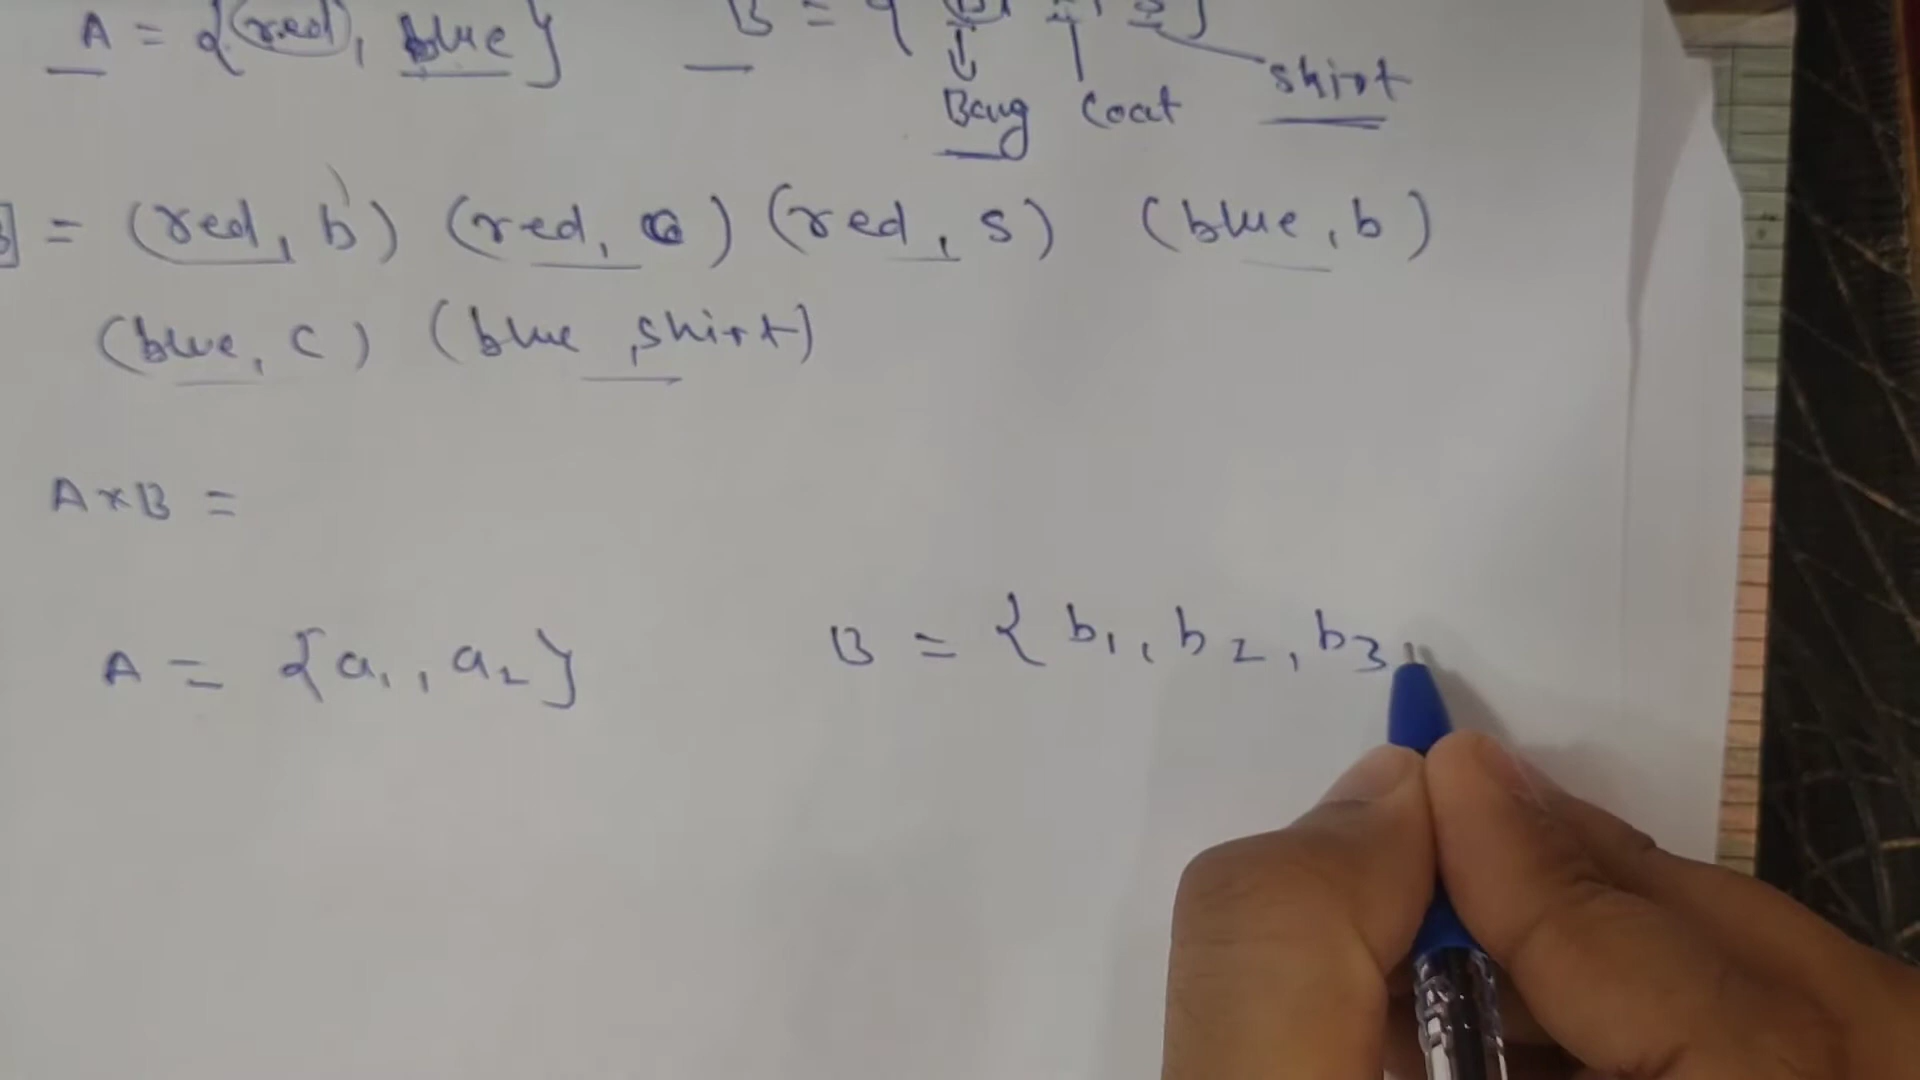 A = {red, blue} B = {
shirt
Bag Coat
B] = (red, b) (red, c) (red, s) (blue, b)
(blue, c) (blue, shirt)
A×B =
A = {a₁, a₂} B = {b₁, b₂, b₃